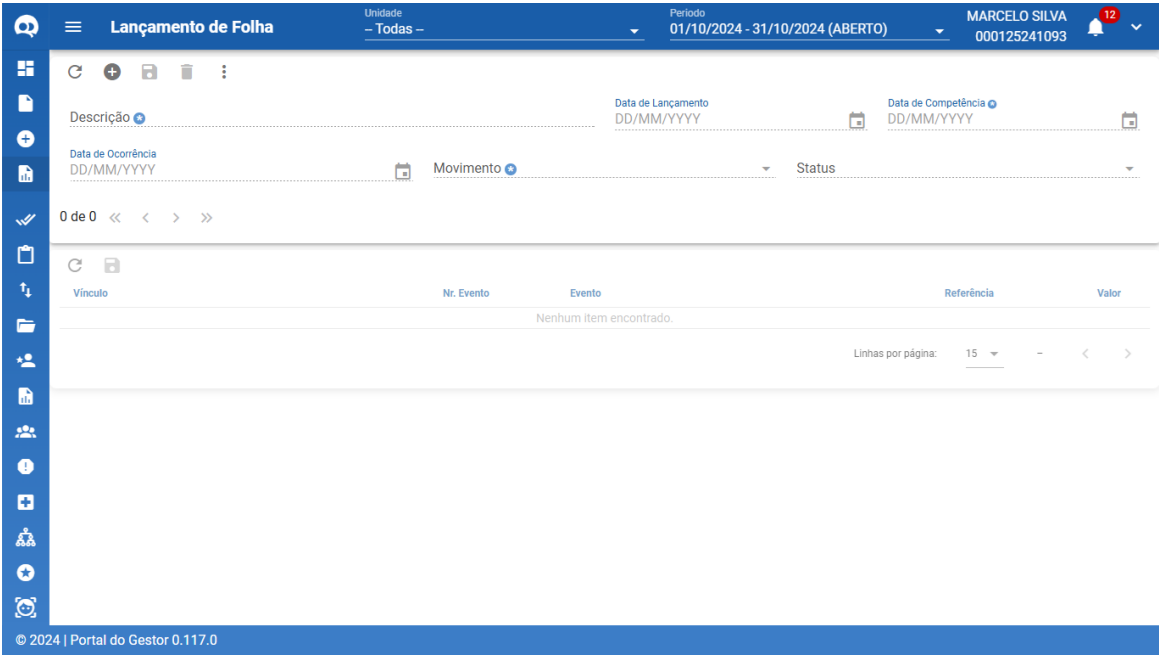 Lançamento de Folha
Unidade
-- Todas --
Período
01/10/2024 - 31/10/2024 (ABERTO)
MARCELO SILVA
000125241093
12
Descrição
Data de Lançamento
DD/MM/YYYY
Data de Competência
DD/MM/YYYY
Data de Ocorrência
DD/MM/YYYY
Movimento
Status
0 de 0
Vínculo Nr. Evento Evento Referência Valor
Nenhum item encontrado.
Linhas por página: 15 –
© 2024 | Portal do Gestor 0.117.0